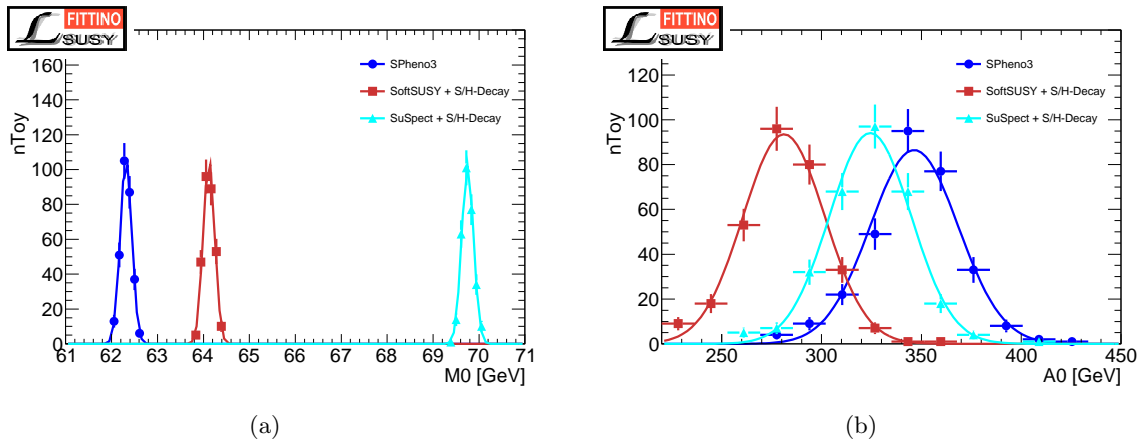 L FITTINO
SUSY
nToy
160
140
120
100
80
60
40
20
0
SPheno3
SoftSUSY + S/H-Decay
SuSpect + S/H-Decay
61 62 63 64 65 66 67 68 69 70 71
M0 [GeV]
(a)
L FITTINO
SUSY
nToy
120
100
80
60
40
20
0
SPheno3
SoftSUSY + S/H-Decay
SuSpect + S/H-Decay
250 300 350 400 450
A0 [GeV]
(b)